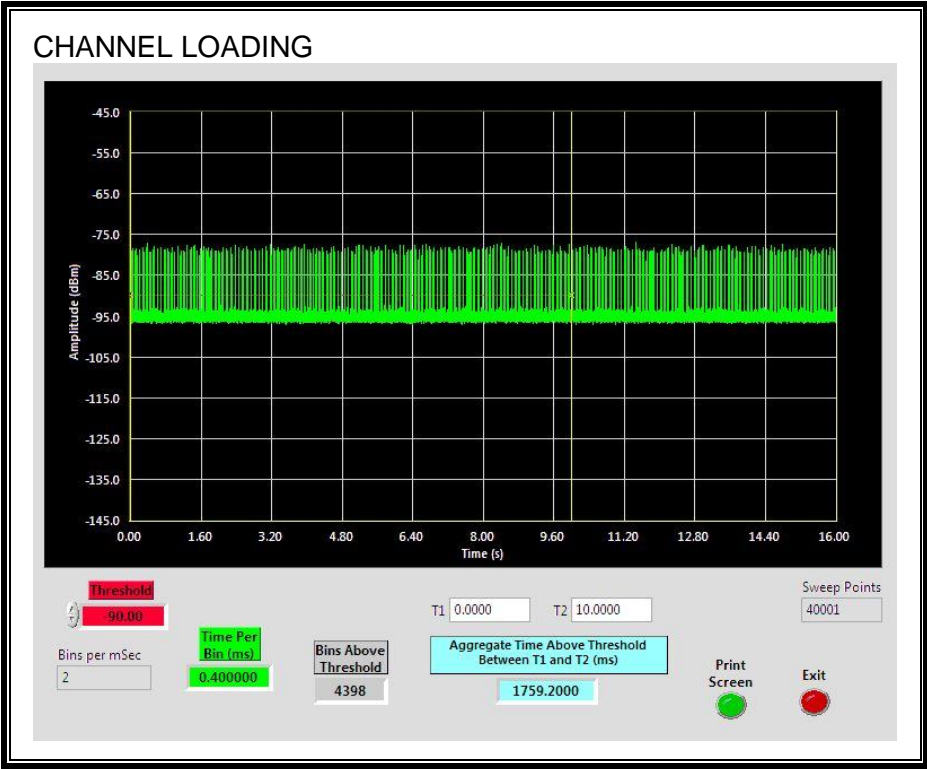 CHANNEL LOADING
-45.0
-55.0
-65.0
-75.0
-85.0
-95.0
-105.0
-115.0
-125.0
-135.0
-145.0
Amplitude (dBm)
0.00 1.60 3.20 4.80 6.40 8.00 9.60 11.20 12.80 14.40 16.00
Time (s)
Threshold
-90.00
Bins per mSec
2
Time Per
Bin (ms)
0.400000
Bins Above
Threshold
4398
T1 0.0000 T2 10.0000
Aggregate Time Above Threshold
Between T1 and T2 (ms)
1759.2000
Sweep Points
40001
Print
Screen
Exit